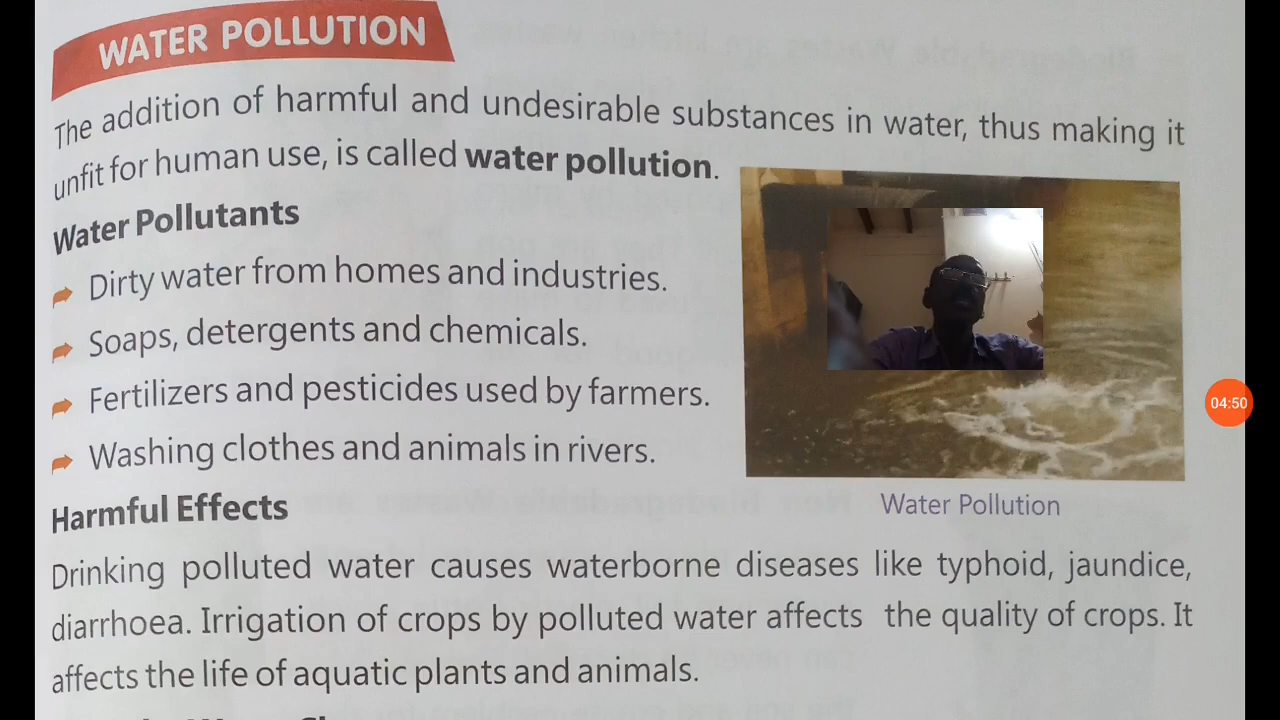 WATER POLLUTION
The addition of harmful and undesirable substances in water, thus making it
unfit for human use, is called water pollution.
Water Pollutants
Dirty water from homes and industries.
Soaps, detergents and chemicals.
Fertilizers and pesticides used by farmers.
Washing clothes and animals in rivers.
04:50
Harmful Effects
Water Pollution
Drinking polluted water causes waterborne diseases like typhoid, jaundice,
diarrhoea. Irrigation of crops by polluted water affects the quality of crops. It
affects the life of aquatic plants and animals.